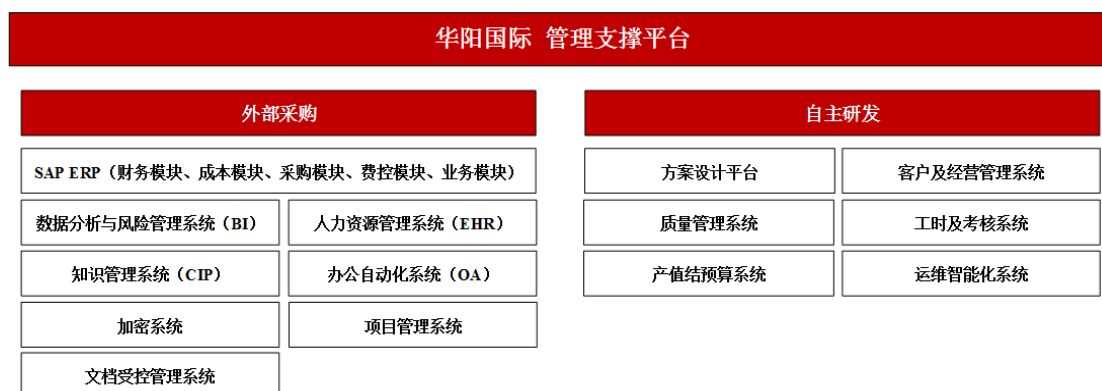 华阳国际 管理支撑平台
外部采购
SAP ERP（财务模块、成本模块、采购模块、费控模块、业务模块）
数据分析与风险管理系统（BI）
人力资源管理系统（EHR）
知识管理系统（CIP）
办公自动化系统（OA）
加密系统
项目管理系统
文档受控管理系统
自主研发
方案设计平台
客户及经营管理系统
质量管理系统
工时及考核系统
产值结预算系统
运维智能化系统